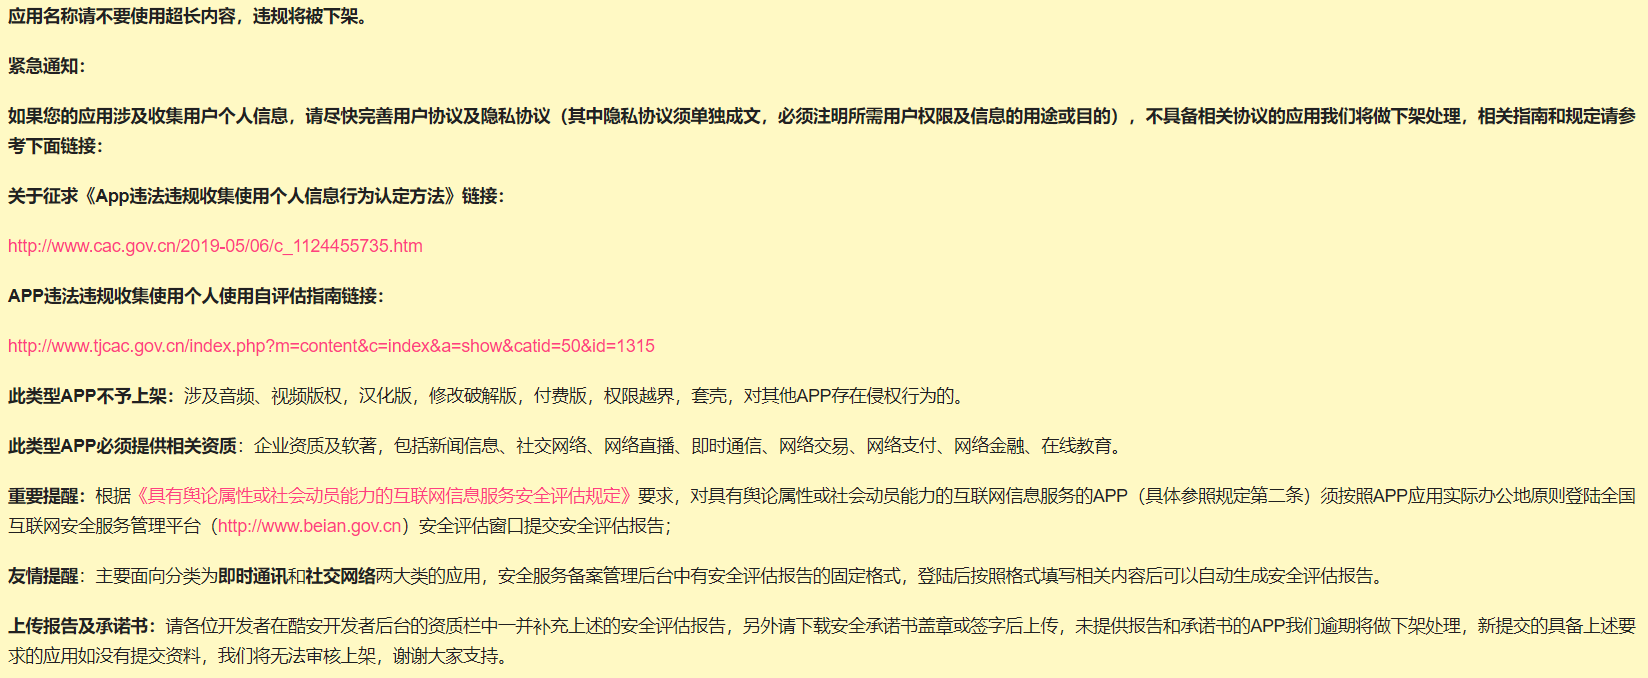 应用名称请不要使用超长内容，违规将被下架。
紧急通知：
如果您的应用涉及收集用户个人信息，请尽快完善用户协议及隐私协议（其中隐私协议须单独成文，必须注明所需用户权限及信息的用途或目的），不具备相关协议的应用我们将做下架处理，相关指南和规定请参
考下面链接：
关于征求《App违法违规收集使用个人信息行为认定方法》链接：
http://www.cac.gov.cn/2019-05/06/c_1124455735.htm
APP违法违规收集使用个人使用自评估指南链接：
http://www.tjcac.gov.cn/index.php?m=content&c=index&a=show&catid=50&id=1315
此类型APP不予上架：涉及音频、视频版权，汉化版，修改破解版，付费版，权限越界，套壳，对其他APP存在侵权行为的。
此类型APP必须提供相关资质：企业资质及软著，包括新闻信息、社交网络、网络直播、即时通信、网络交易、网络支付、网络金融、在线教育。
重要提醒：根据《具有舆论属性或社会动员能力的互联网信息服务安全评估规定》要求，对具有舆论属性或社会动员能力的互联网信息服务的APP（具体参照规定第二条）须按照APP应用实际办公地原则登陆全国
互联网安全服务管理平台（http://www.beian.gov.cn）安全评估窗口提交安全评估报告；
友情提醒：主要面向分类为即时通讯和社交网络两大类的应用，安全服务备案管理后台中有安全评估报告的固定格式，登陆后按照格式填写相关内容后可以自动生成安全评估报告。
上传报告及承诺书：请各位开发者在酷安开发者后台的资质栏中一并补充上述的安全评估报告，另外请下载安全承诺书盖章或签字后上传，未提供报告和承诺书的APP我们逾期将做下架处理，新提交的具备上述要
求的应用如没有提交资料，我们将无法审核上架，谢谢大家支持。